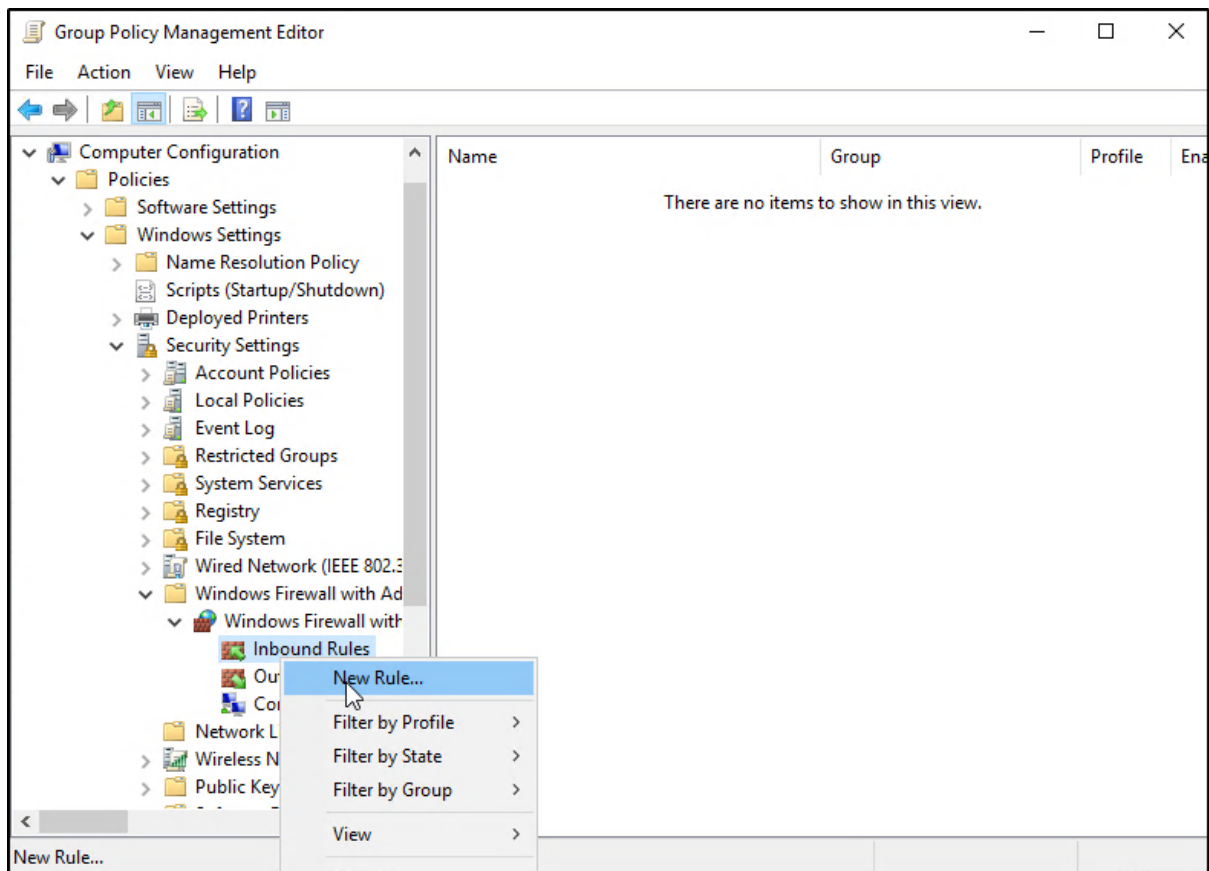 Group Policy Management Editor
File Action View Help
Computer Configuration
Policies
Software Settings
Windows Settings
Name Resolution Policy
Scripts (Startup/Shutdown)
Deployed Printers
Security Settings
Account Policies
Local Policies
Event Log
Restricted Groups
System Services
Registry
File System
Wired Network (IEEE 802.3
Windows Firewall with Ad
Windows Firewall with
Inbound Rules
Ou
Co
Network L
Wireless N
Public Key
Name Group Profile Ena
There are no items to show in this view.
New Rule...
Filter by Profile
Filter by State
Filter by Group
View
New Rule...